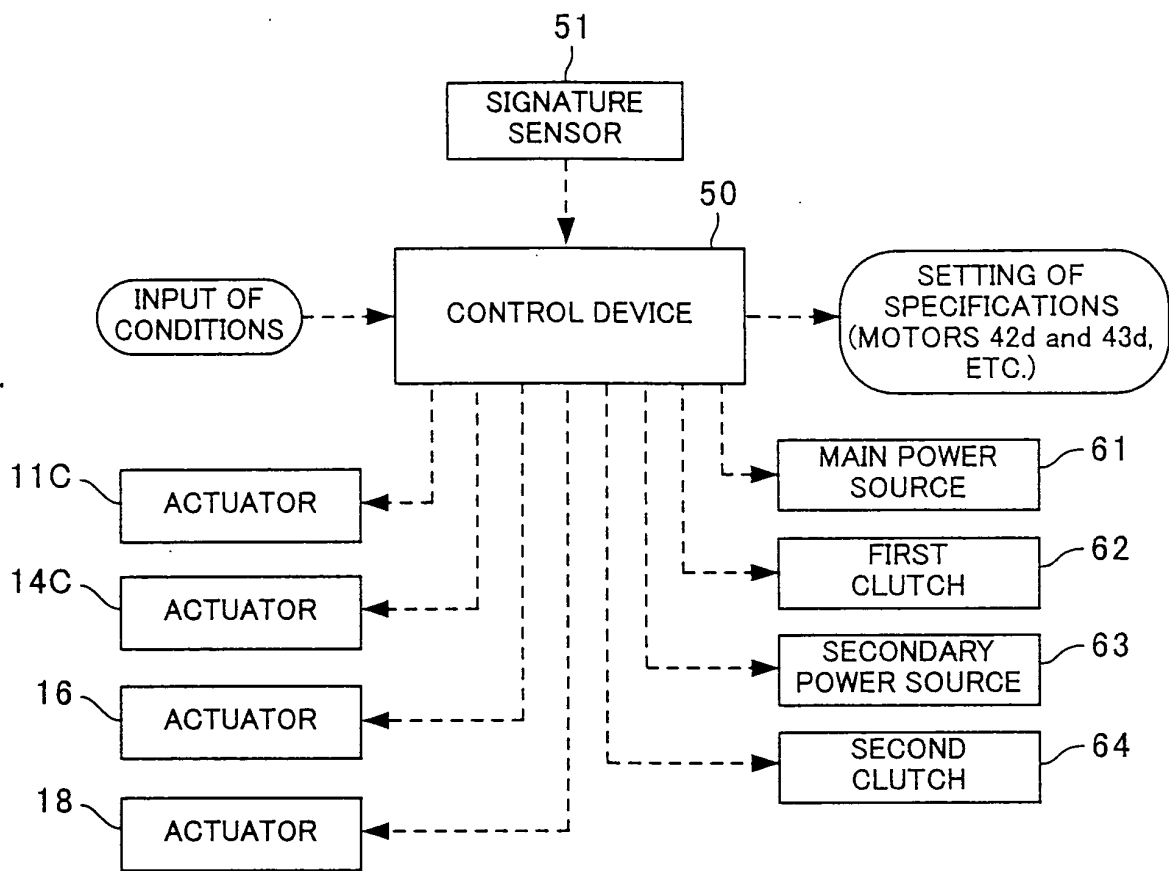 51
SIGNATURE
SENSOR
50
INPUT OF
CONDITIONS
CONTROL DEVICE
SETTING OF
SPECIFICATIONS
(MOTORS 42d and 43d,
ETC.)
11C
ACTUATOR
14C
ACTUATOR
16
ACTUATOR
18
ACTUATOR
MAIN POWER
SOURCE
61
FIRST
CLUTCH
62
SECONDARY
POWER SOURCE
63
SECOND
CLUTCH
64